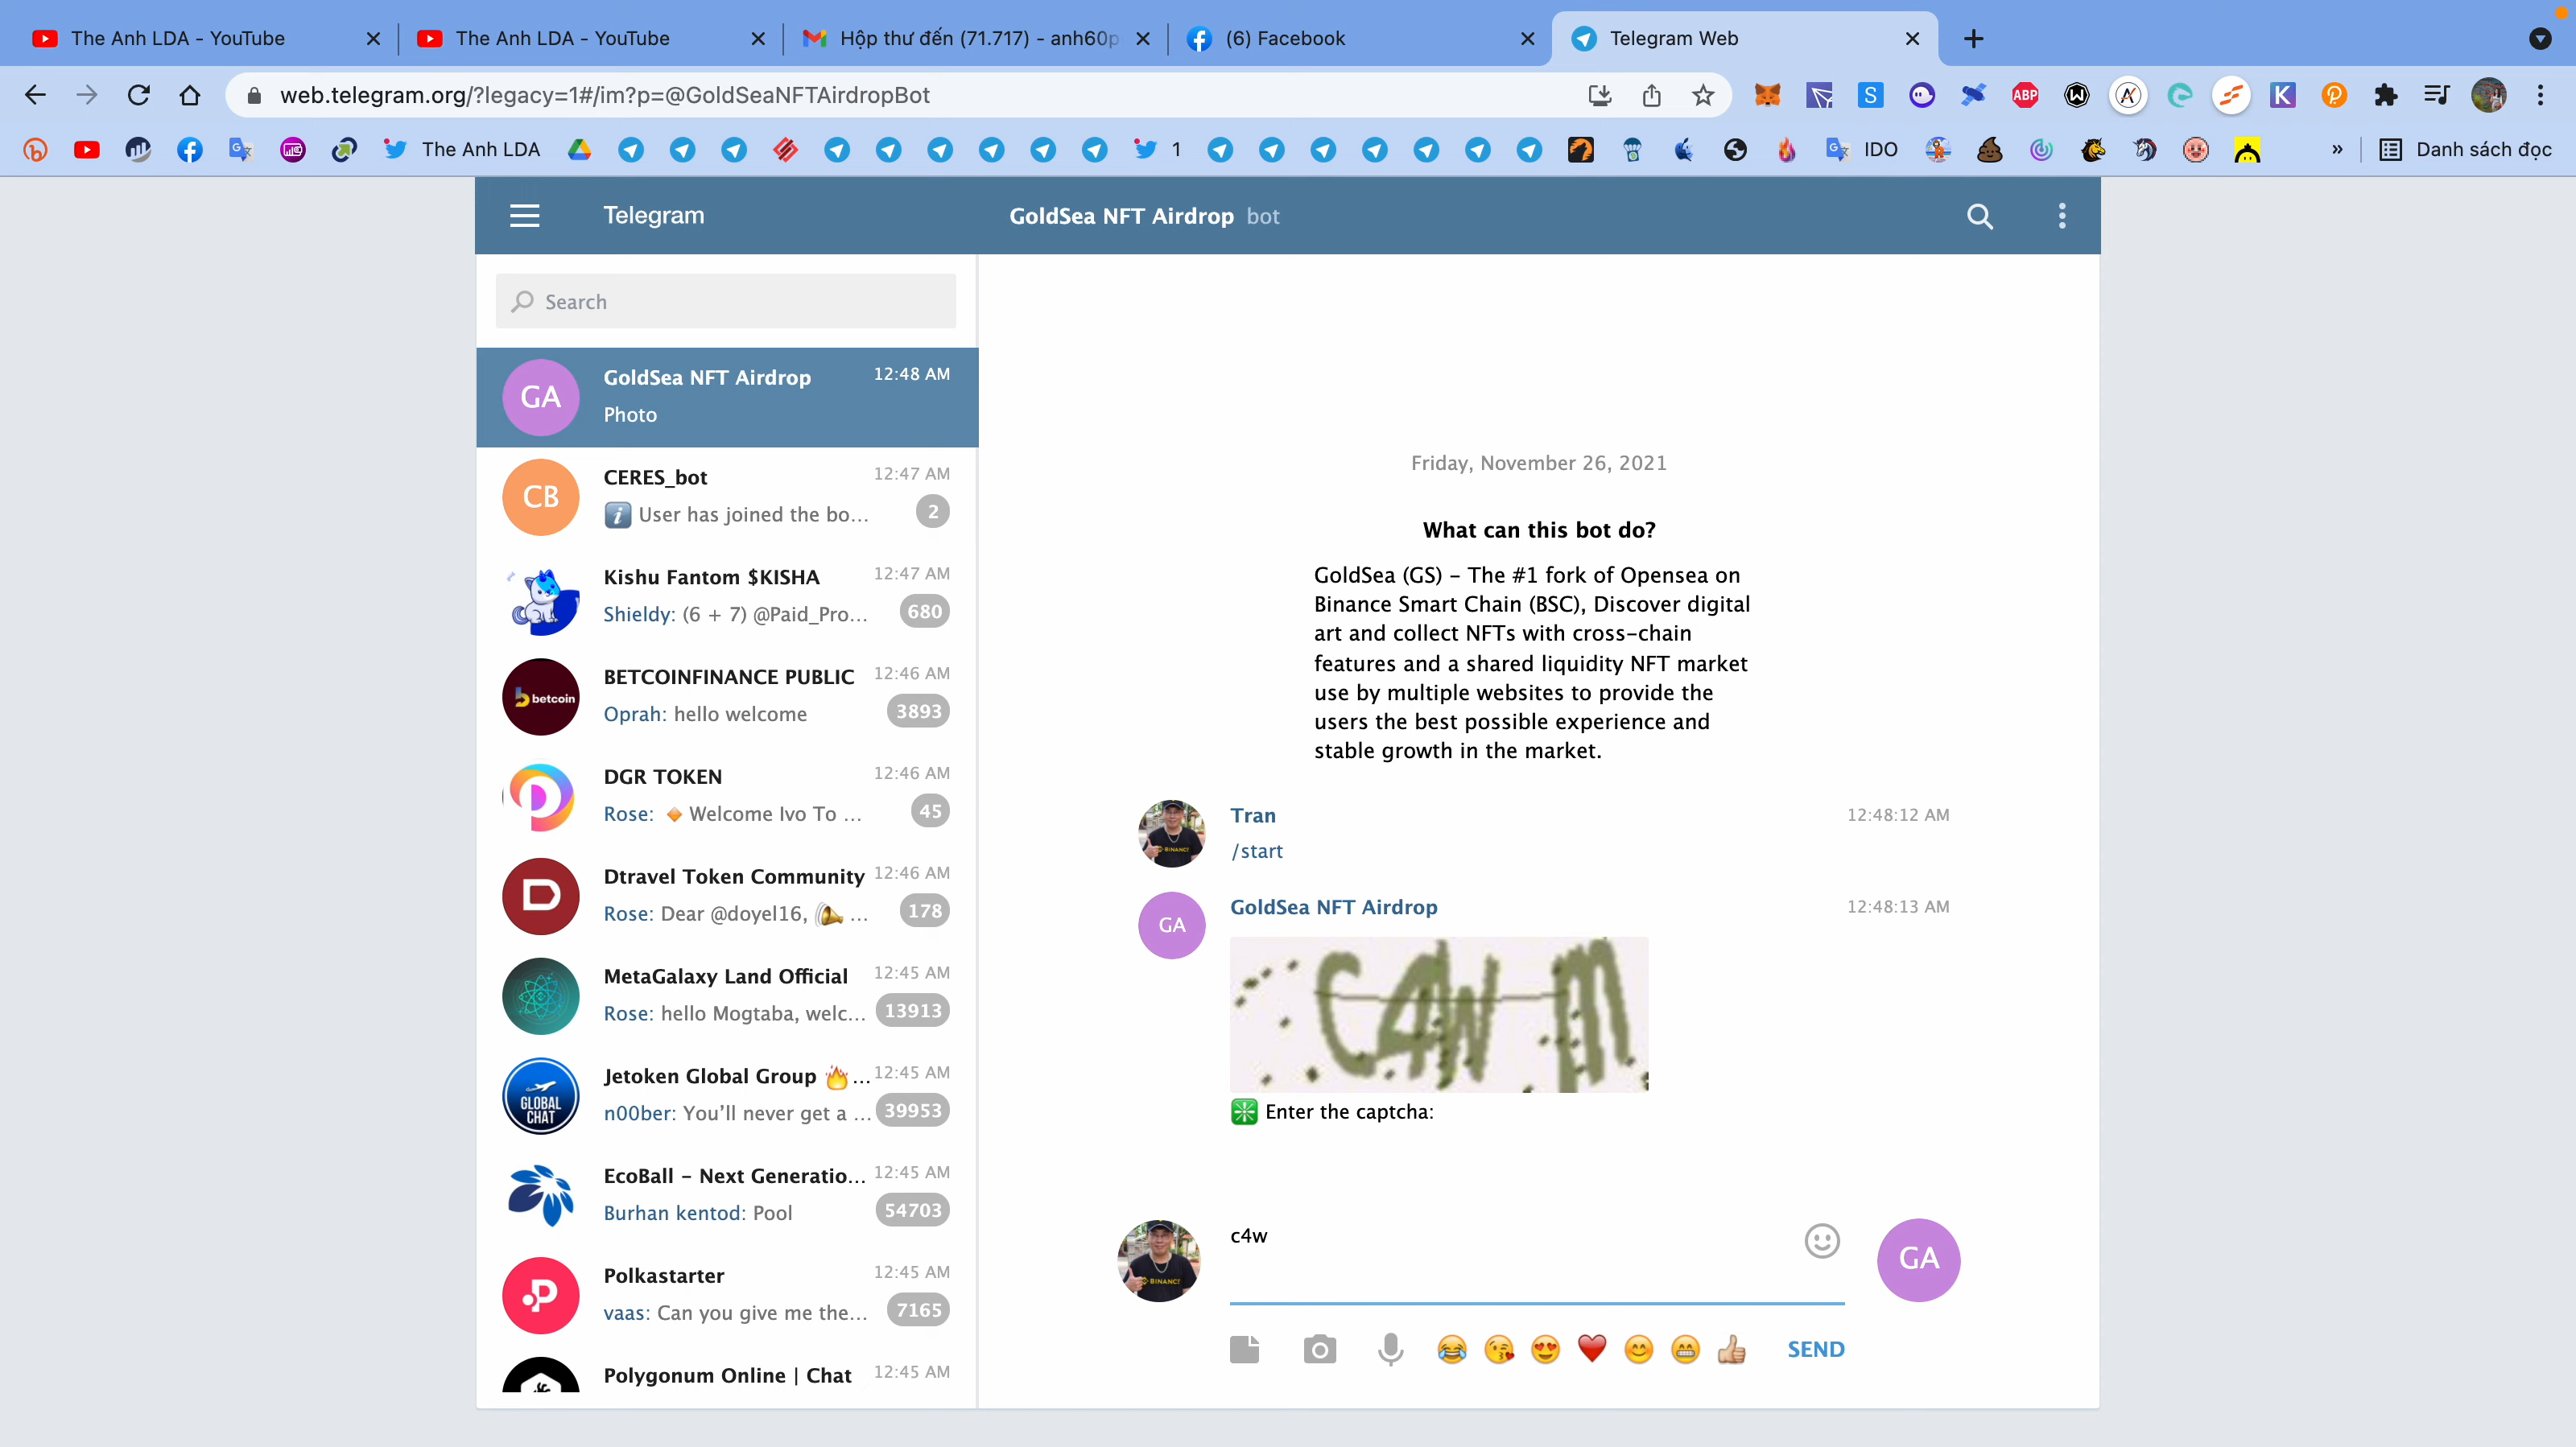 The Anh LDA - YouTube
The Anh LDA - YouTube
Hộp thư đến (71.717) - anh60p
(6) Facebook
Telegram Web
web.telegram.org/?legacy=1#/im?p=@GoldSeaNFTAirdropBot
The Anh LDA
1
IDO
»
Danh sách đọc
Telegram
GoldSea NFT Airdrop bot
Search
GA
GoldSea NFT Airdrop
12:48 AM
Photo
CB
CERES_bot
12:47 AM
User has joined the bo...
2
Kishu Fantom $KISHA
12:47 AM
Shieldy: (6 + 7) @Paid_Pro...
680
betcoin
BETCOINFINANCE PUBLIC
12:46 AM
Oprah: hello welcome
3893
DGR TOKEN
12:46 AM
Rose: 🔸 Welcome Ivo To ...
45
Dtravel Token Community
12:46 AM
Rose: Dear @doyel16, 📯 ...
178
MetaGalaxy Land Official
12:45 AM
Rose: hello Mogtaba, welc...
13913
GLOBAL
CHAT
Jetoken Global Group 🔥...
12:45 AM
n00ber: You'll never get a ...
39953
EcoBall – Next Generatio...
12:45 AM
Burhan kentod: Pool
54703
Polkastarter
12:45 AM
vaas: Can you give me the...
7165
Polygonum Online | Chat
12:45 AM
Friday, November 26, 2021
What can this bot do?
GoldSea (GS) – The #1 fork of Opensea on
Binance Smart Chain (BSC), Discover digital
art and collect NFTs with cross-chain
features and a shared liquidity NFT market
use by multiple websites to provide the
users the best possible experience and
stable growth in the market.
Tran
12:48:12 AM
/start
GA
GoldSea NFT Airdrop
12:48:13 AM
C4W m
Enter the captcha:
c4w
GA
SEND